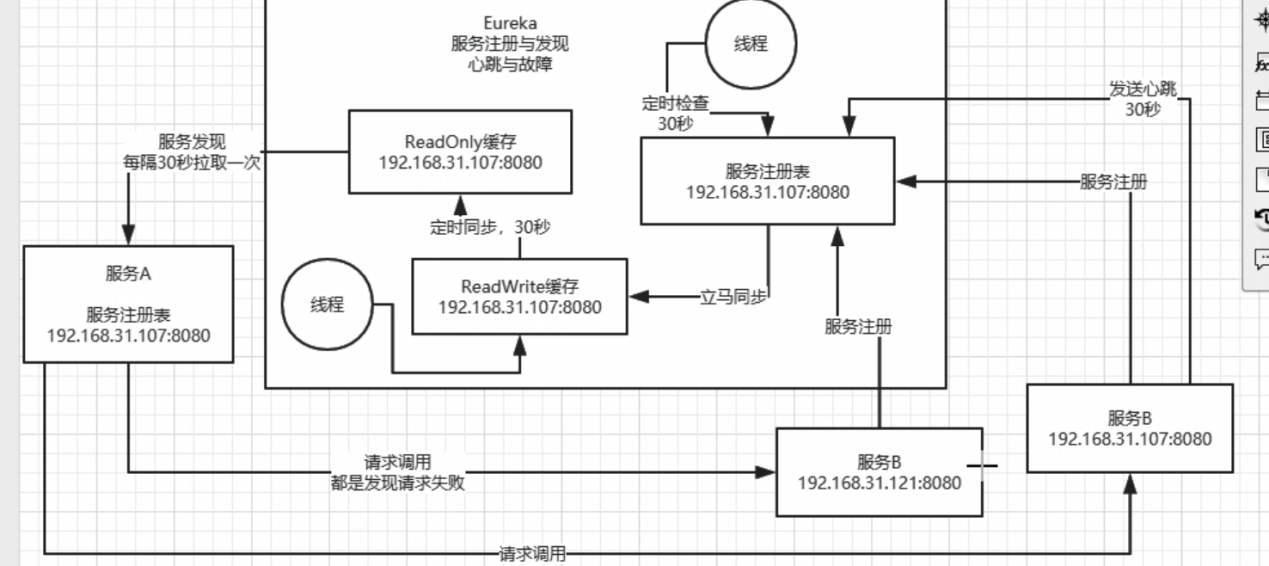 Eureka
服务注册与发现
心跳与故障
线程
定时检查
30秒
发送心跳
30秒
ReadOnly缓存
192.168.31.107:8080
服务发现
每隔30秒拉取一次
服务注册表
192.168.31.107:8080
服务注册
定时同步，30秒
服务A
服务注册表
192.168.31.107:8080
线程
ReadWrite缓存
192.168.31.107:8080
立马同步
服务注册
服务B
192.168.31.107:8080
请求调用
都是发现请求失败
服务B
192.168.31.121:8080
请求调用